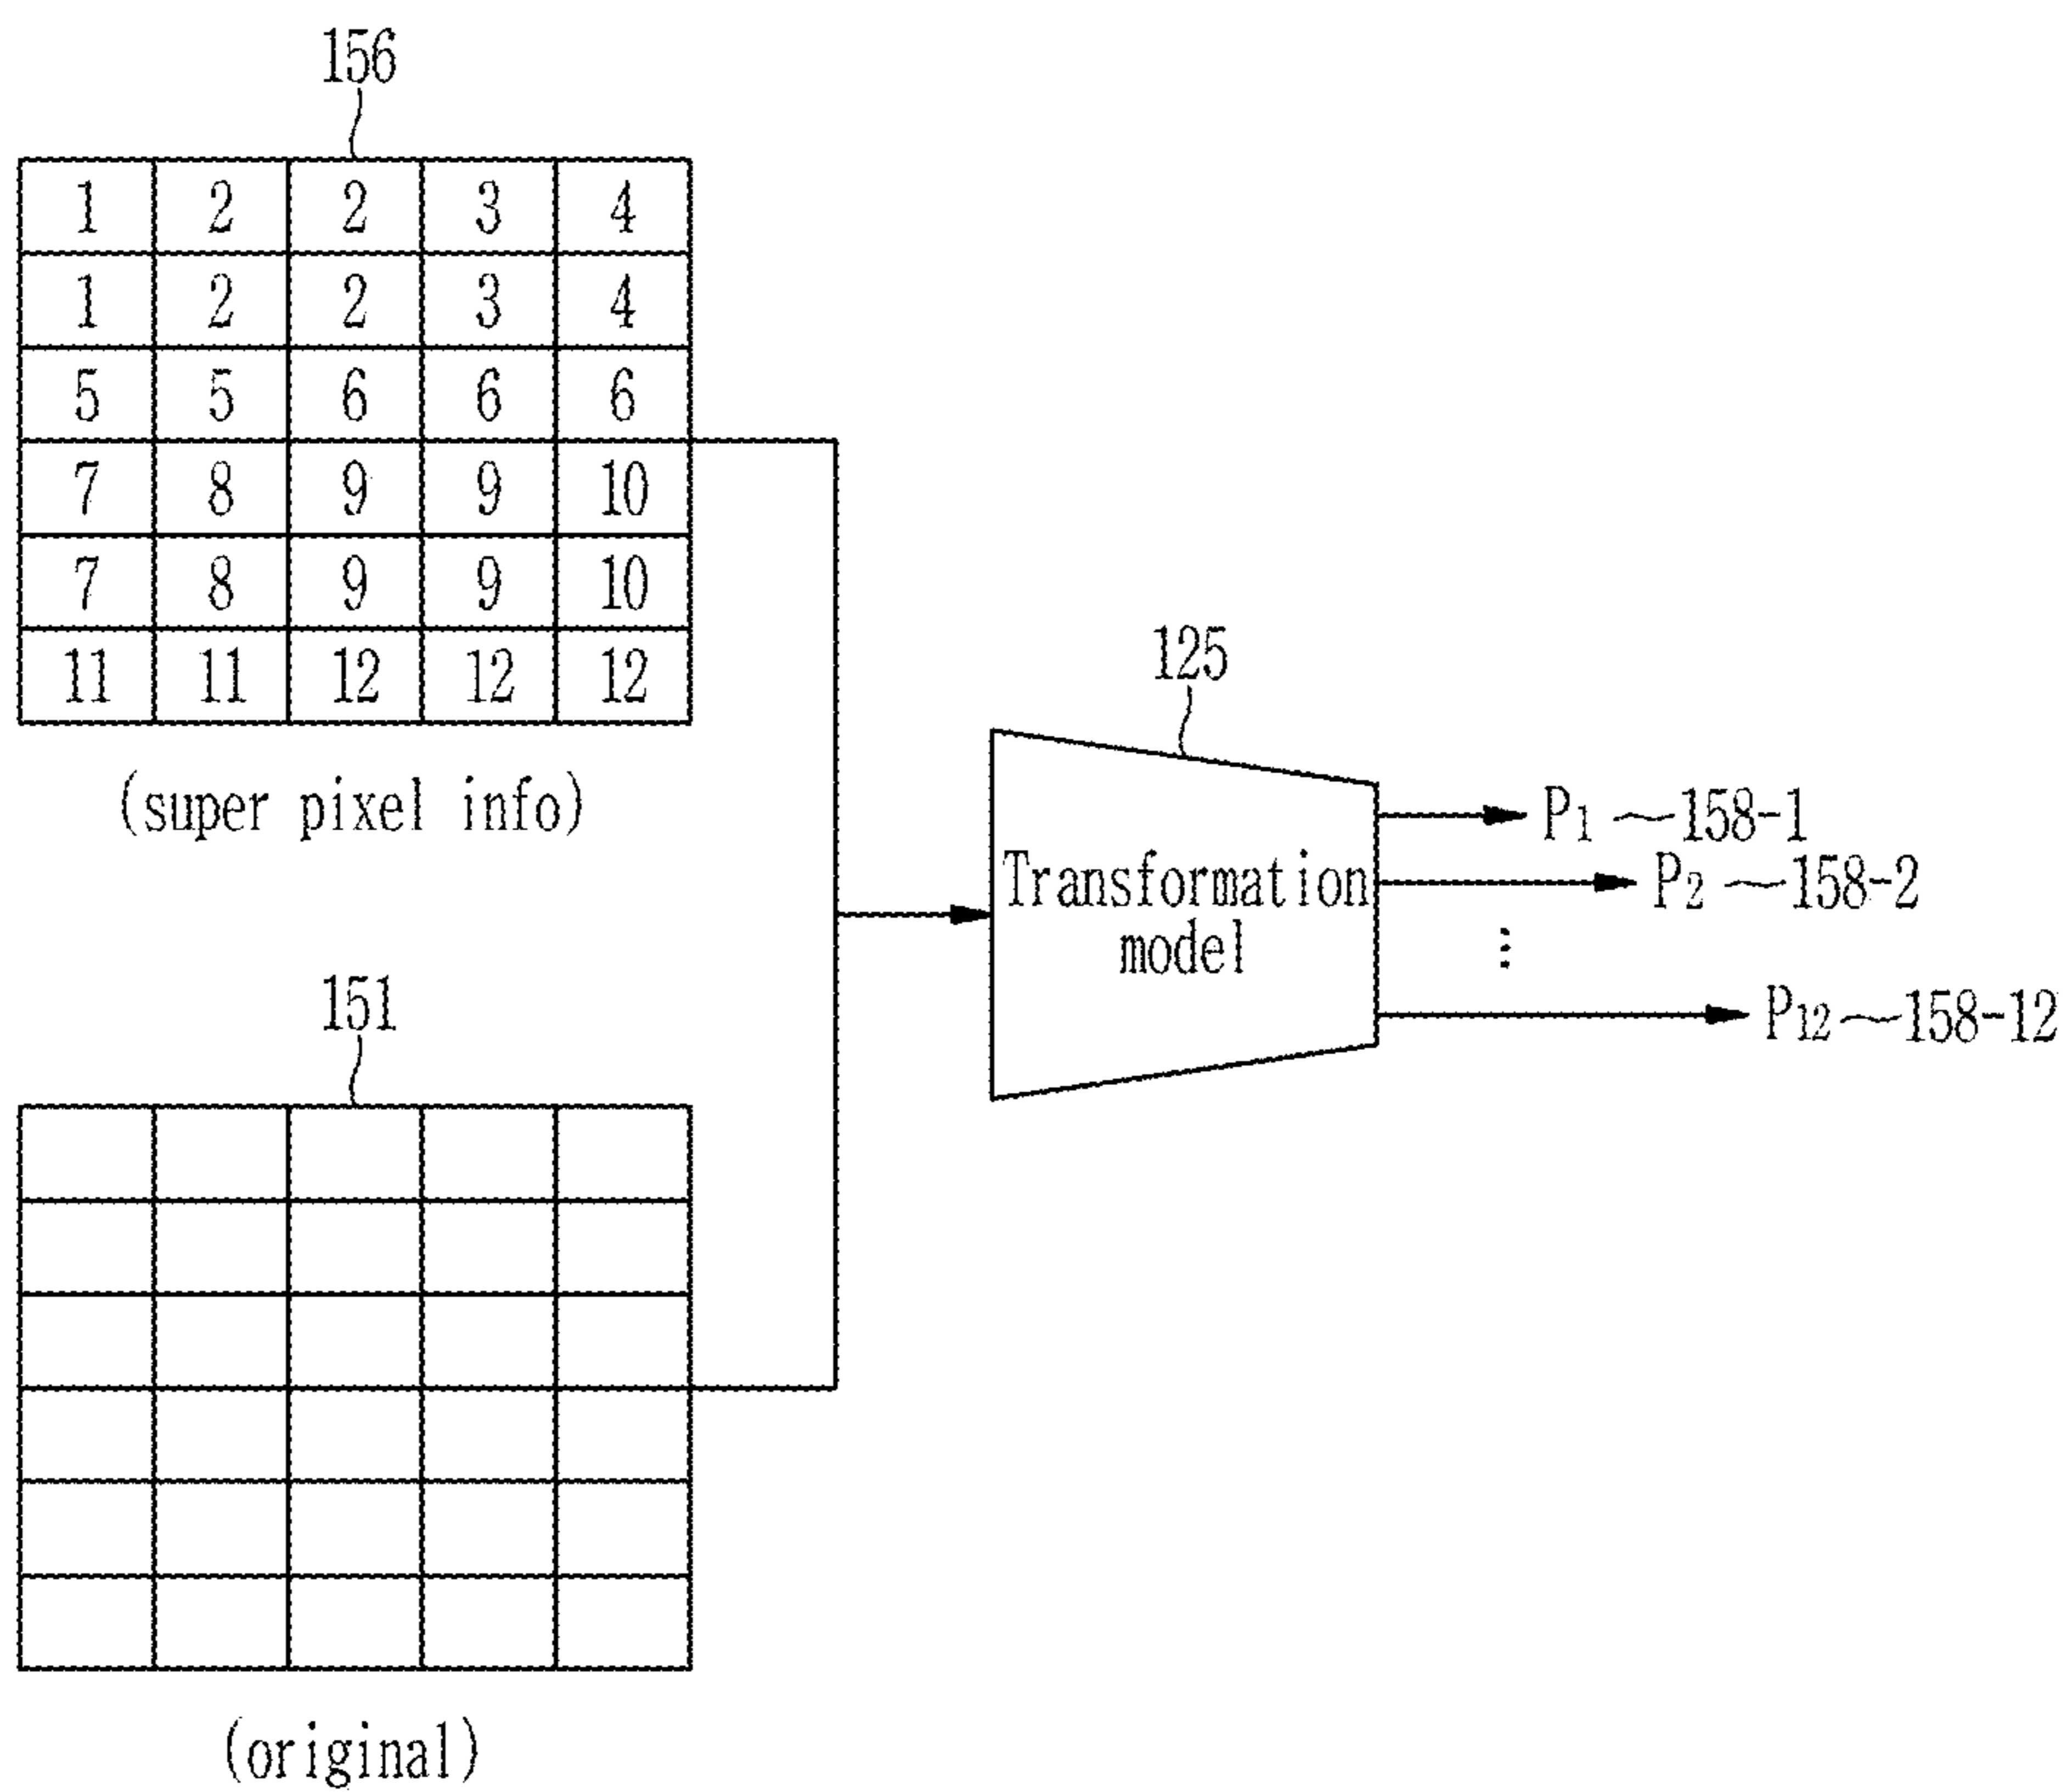 156
1 2 2 3 4
1 2 2 3 4
5 5 6 6 6
7 8 9 9 10
7 8 9 9 10
11 11 12 12 12
(super pixel info)
125
Transformation
model
P1 158-1
P2 158-2
⋮
P12 158-12
151
(original)